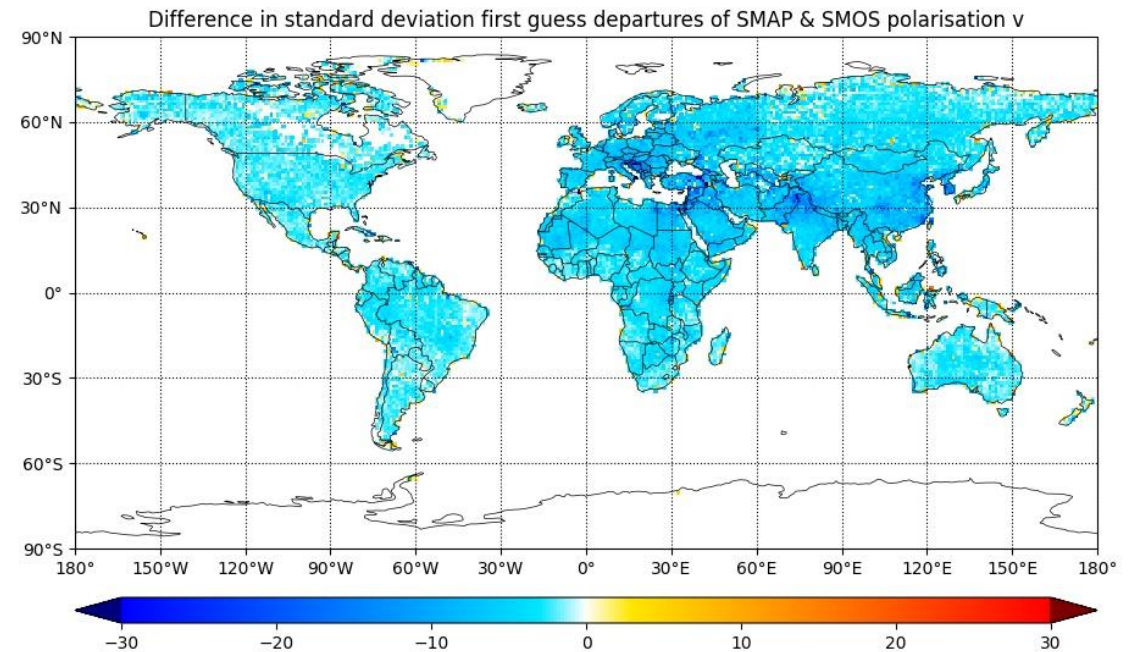 Difference in standard deviation first guess departures of SMAP & SMOS polarisation v
90°N
60°N
30°N
0°
30°S
60°S
90°S
180° 150°W 120°W 90°W 60°W 30°W 0° 30°E 60°E 90°E 120°E 150°E 180°
−30 −20 −10 0 10 20 30